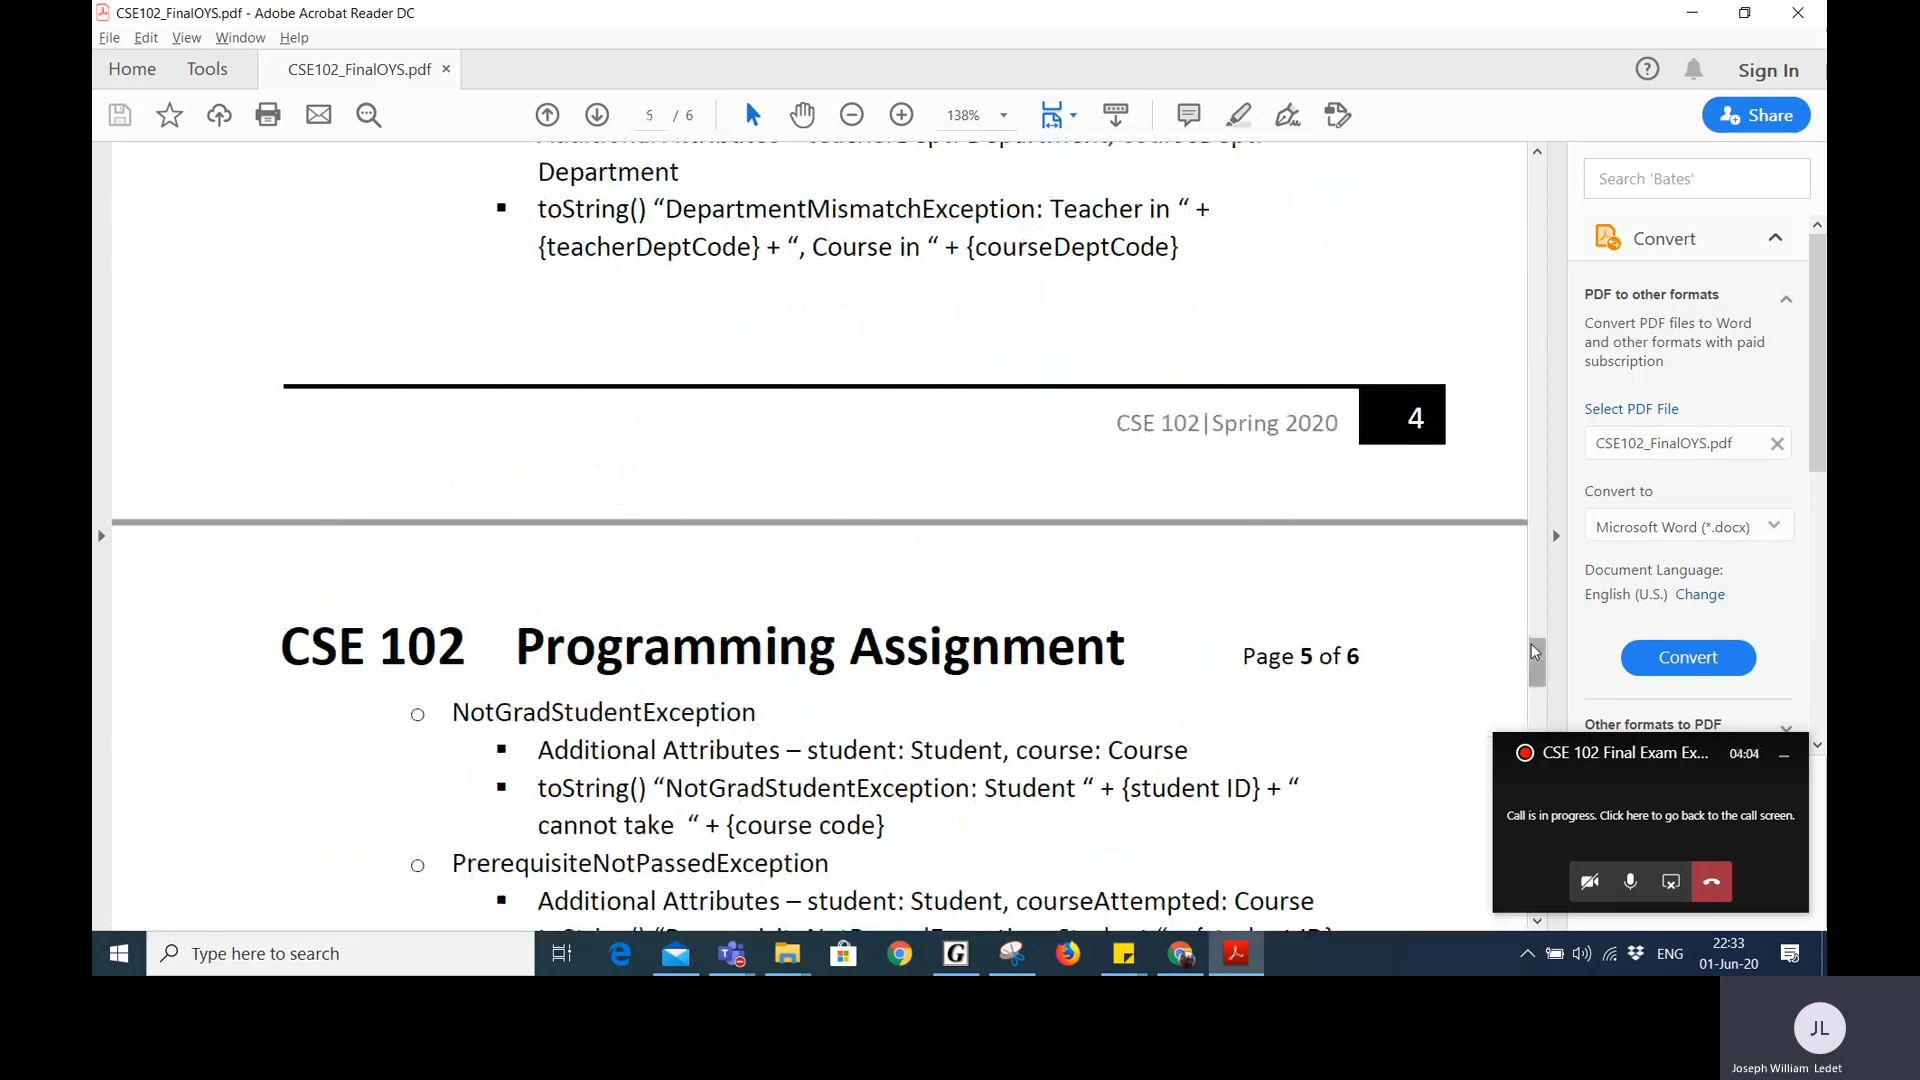 CSE102_FinalOYS.pdf - Adobe Acrobat Reader DC
File Edit View Window Help
Home Tools CSE102_FinalOYS.pdf × Sign In
5 / 6 138% Share
Additional Attributes – teacherDept: Department, courseDept:
Department
▪ toString() “DepartmentMismatchException: Teacher in “ +
{teacherDeptCode} + “, Course in “ + {courseDeptCode}
CSE 102|Spring 2020 4
CSE 102 Programming Assignment Page 5 of 6
○ NotGradStudentException
▪ Additional Attributes – student: Student, course: Course
▪ toString() “NotGradStudentException: Student “ + {student ID} + “
cannot take “ + {course code}
○ PrerequisiteNotPassedException
▪ Additional Attributes – student: Student, courseAttempted: Course
Search 'Bates'
Convert
PDF to other formats
Convert PDF files to Word
and other formats with paid
subscription
Select PDF File
CSE102_FinalOYS.pdf
Convert to
Microsoft Word (*.docx)
Document Language:
English (U.S.) Change
Convert
Other formats to PDF
CSE 102 Final Exam Ex... 04:04
Call is in progress. Click here to go back to the call screen.
Type here to search
ENG
22:33
01-Jun-20
JL
Joseph William Ledet